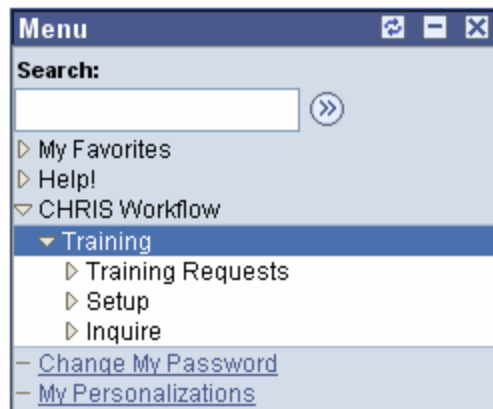 Menu
Search:
My Favorites
Help!
CHRIS Workflow
Training
Training Requests
Setup
Inquire
Change My Password
My Personalizations